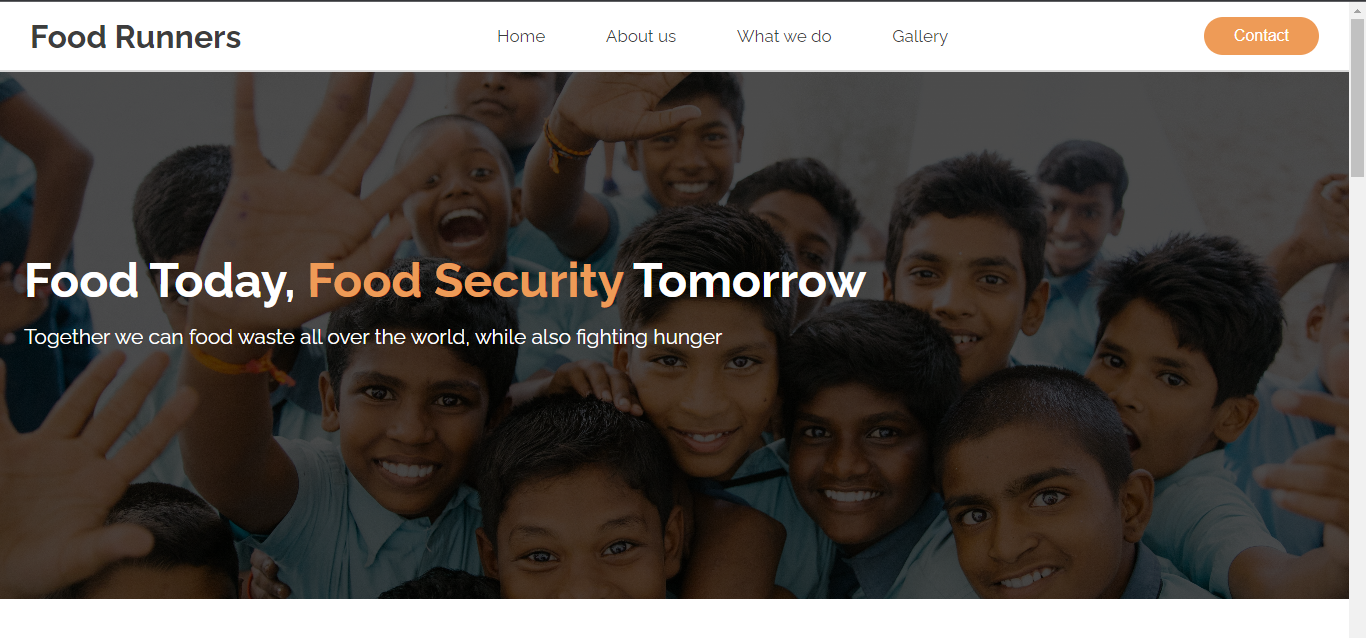 Food Runners
Home About us What we do Gallery Contact
Food Today, Food Security Tomorrow
Together we can food waste all over the world, while also fighting hunger